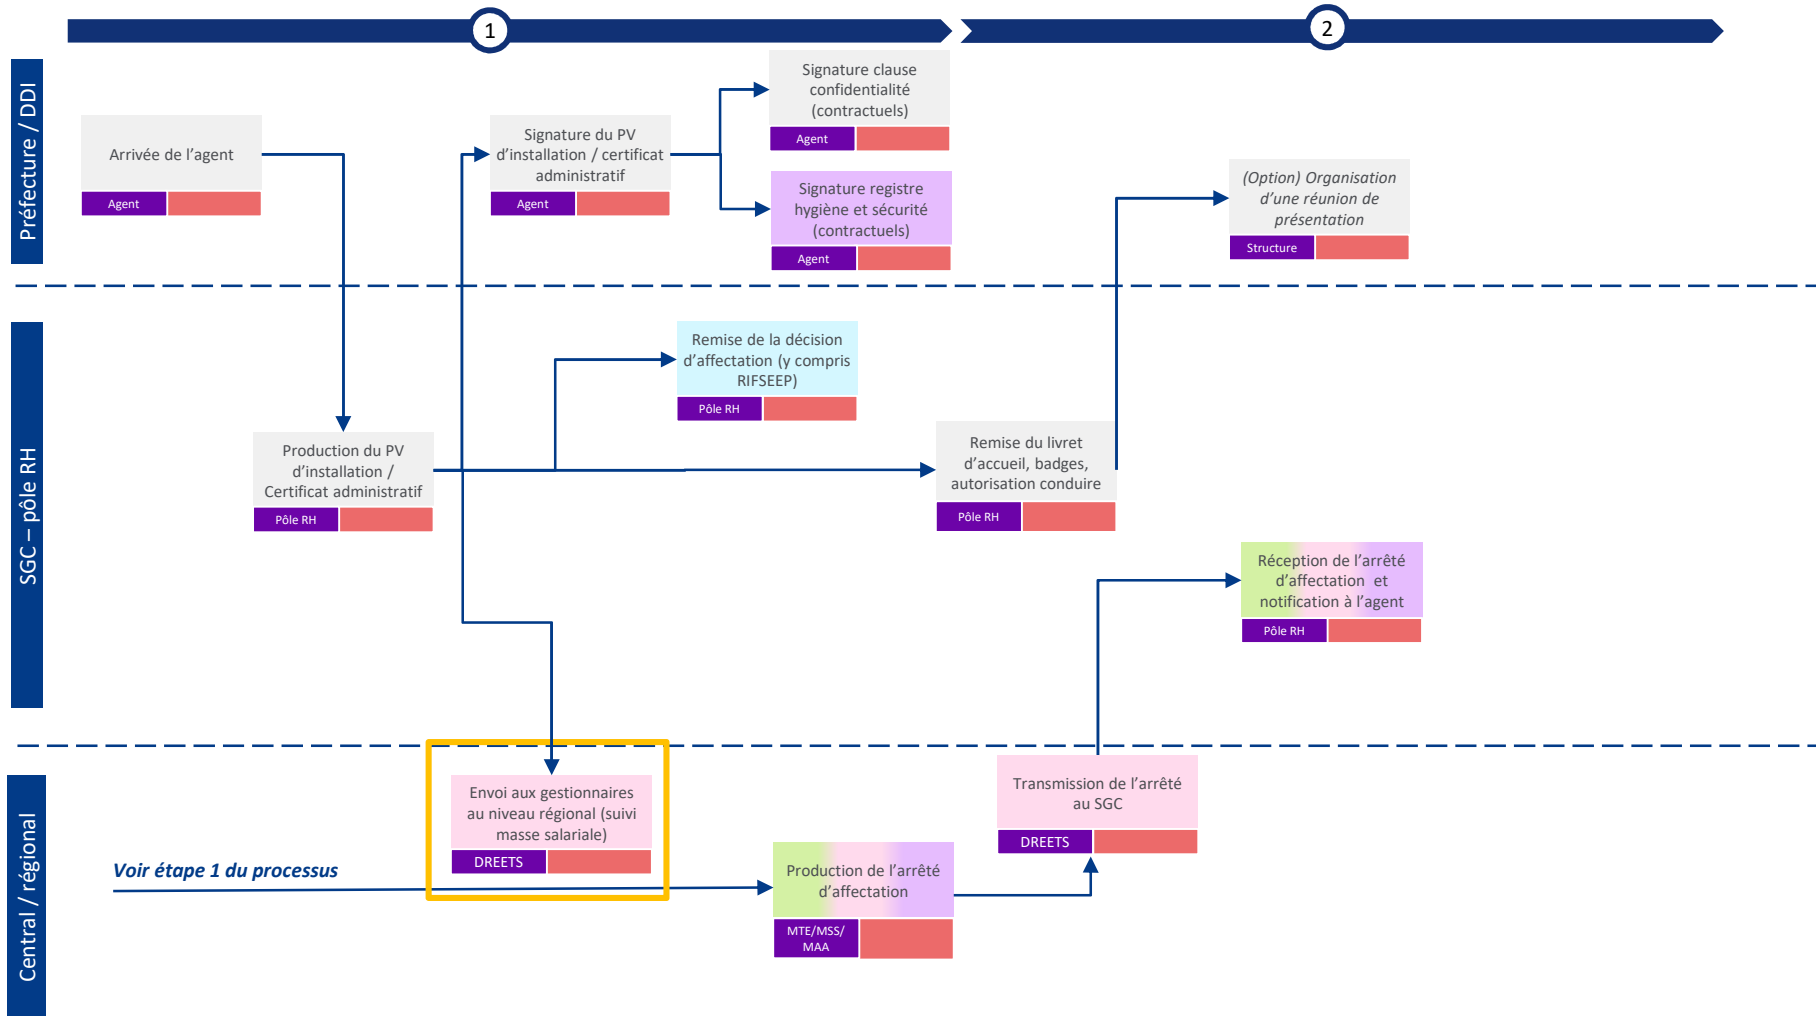 1
2
Préfecture / DDI
Arrivée de l’agent
Agent
Signature du PV
d’installation / certificat
administratif
Agent
Signature clause
confidentialité
(contractuels)
Agent
Signature registre
hygiène et sécurité
(contractuels)
Agent
(Option) Organisation
d’une réunion de
présentation
Structure
SGC – pôle RH
Remise de la décision
d’affectation (y compris
RIFSEEP)
Pôle RH
Production du PV
d’installation /
Certificat administratif
Pôle RH
Remise du livret
d’accueil, badges,
autorisation conduire
Pôle RH
Réception de l’arrêté
d’affectation et
notification à l’agent
Pôle RH
Central / régional
Envoi aux gestionnaires
au niveau régional (suivi
masse salariale)
DREETS
Transmission de l’arrêté
au SGC
DREETS
Voir étape 1 du processus
Production de l’arrêté
d’affectation
MTE/MSS/
MAA